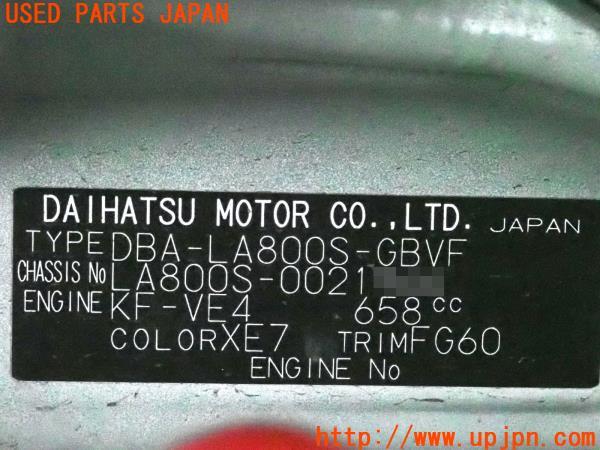 USED PARTS JAPAN
DAIHATSU MOTOR CO.,LTD. JAPAN
TYPE DBA-LA800S-GBVF
CHASSIS No LA800S-0021
ENGINE KF-VE4 658 cc
COLOR XE7 TRIM FG60
ENGINE No
http://www.upjpn.com